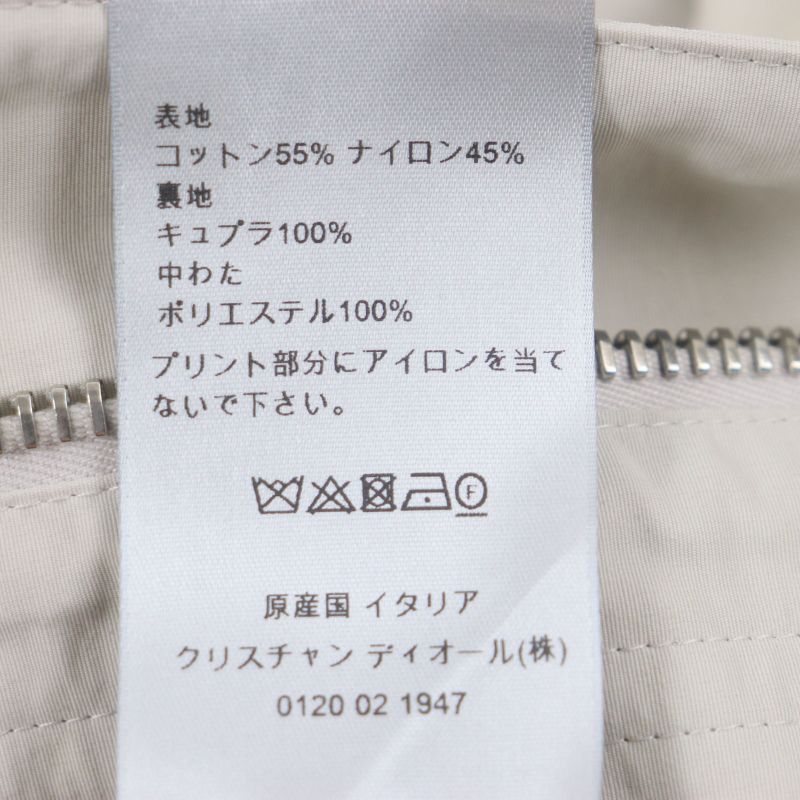 表地
コットン55% ナイロン45%
裏地
キュプラ100%
中わた
ポリエステル100%
プリント部分にアイロンを当て
ないで下さい。
F
原産国 イタリア
クリスチャン ディオール(株)
0120 02 1947